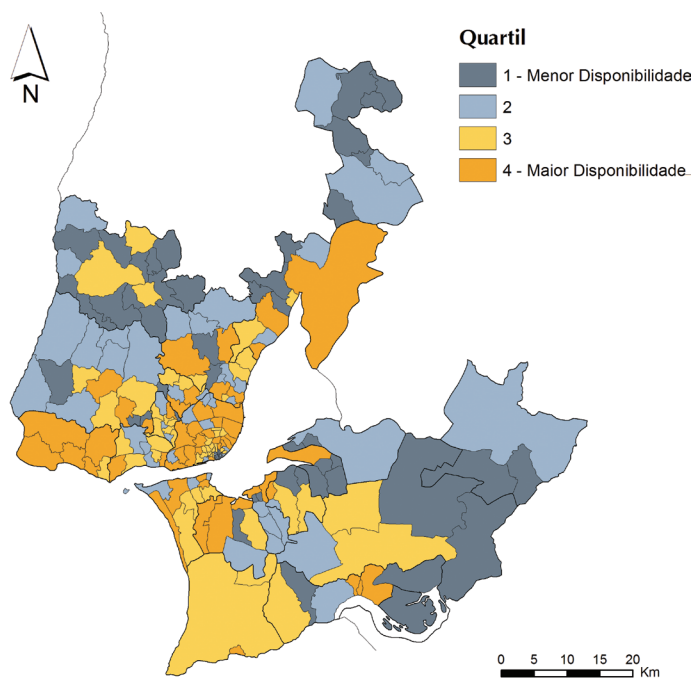 Quartil
1 - Menor Disponibilidade
2
3
4 - Maior Disponibilidade
N
0 5 10 15 20
Km